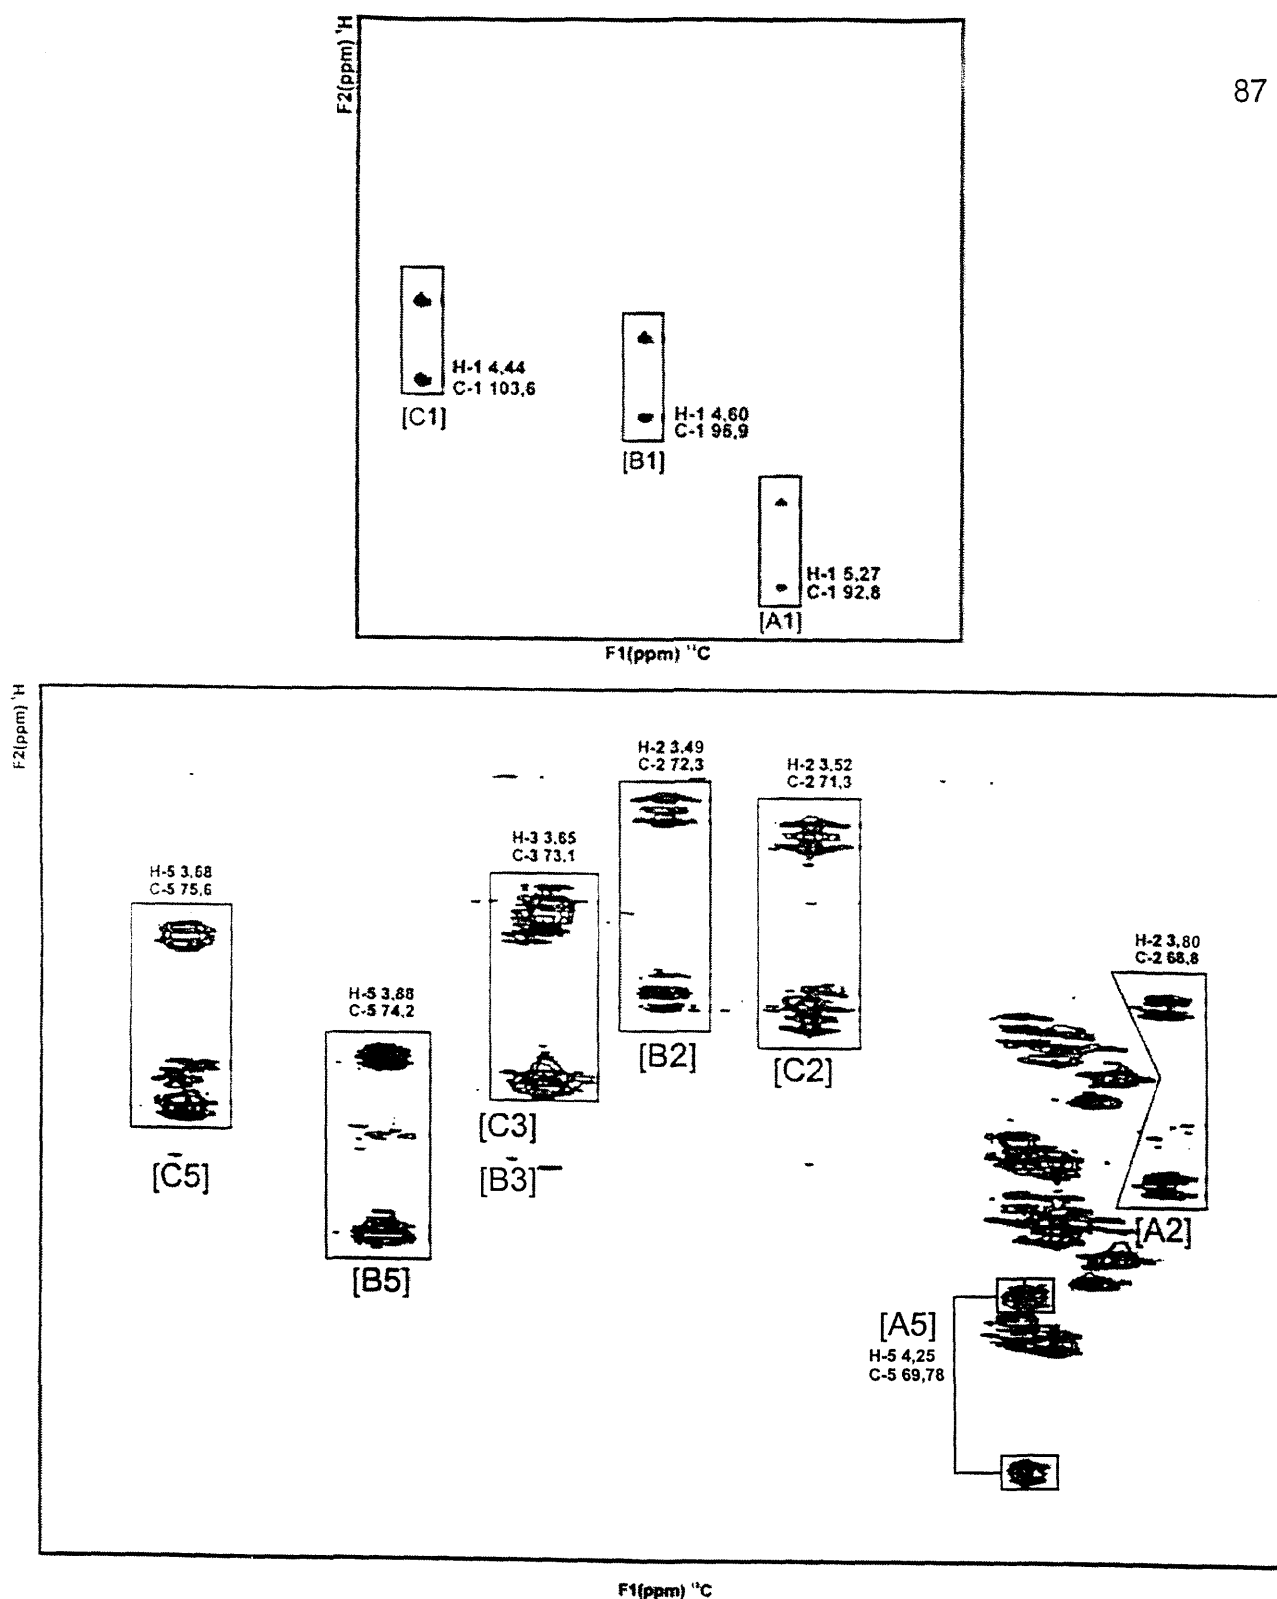 87
F2(ppm) ¹H
H-1 4,44
C-1 103,6
[C1]
H-1 4,60
C-1 96,9
[B1]
H-1 5,27
C-1 92,8
[A1]
F1(ppm) ¹³C
F2(ppm) ¹H
H-2 3,49
C-2 72,3
H-2 3,52
C-2 71,3
H-3 3,65
C-3 73,1
H-5 3,68
C-5 75,6
H-2 3,80
C-2 68,8
H-5 3,88
C-5 74,2
[B2]
[C2]
[C3]
[C5]
[B3]
[A2]
[B5]
[A5]
H-5 4,25
C-5 69,78
F1(ppm) ¹³C